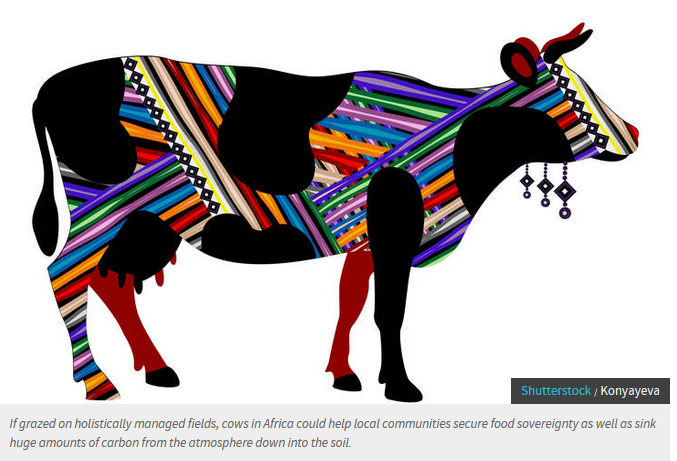 Shutterstock / Konyayeva
If grazed on holistically managed fields, cows in Africa could help local communities secure food sovereignty as well as sink
huge amounts of carbon from the atmosphere down into the soil.